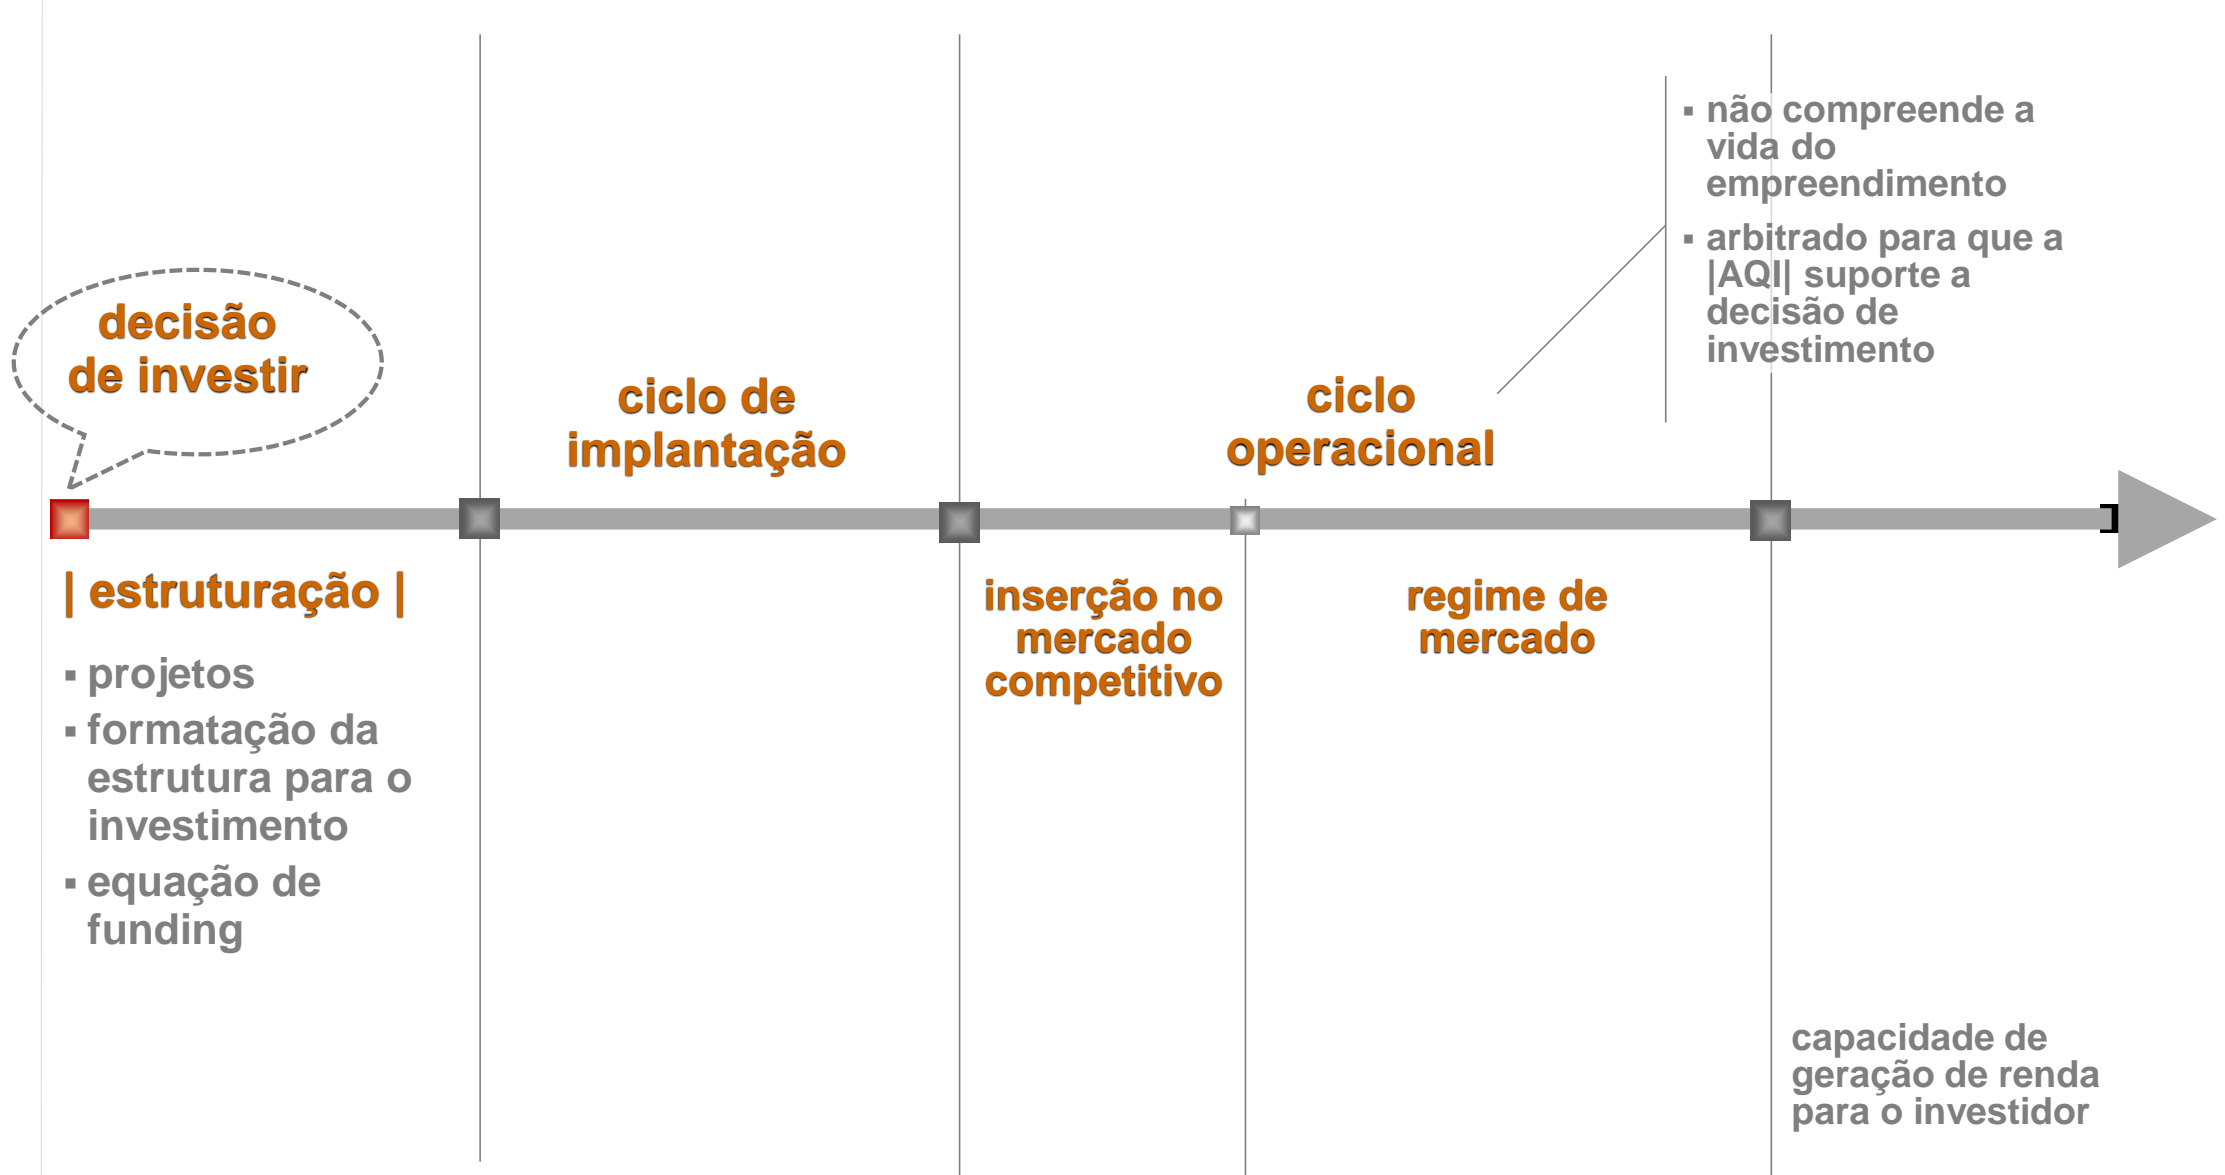 ▪ não compreende a
vida do
empreendimento
▪ arbitrado para que a
|AQI| suporte a
decisão de
investimento
decisão
de investir
ciclo de
implantação
ciclo
operacional
| estruturação |
▪ projetos
▪ formatação da
estrutura para o
investimento
▪ equação de
funding
inserção no
mercado
competitivo
regime de
mercado
capacidade de
geração de renda
para o investidor